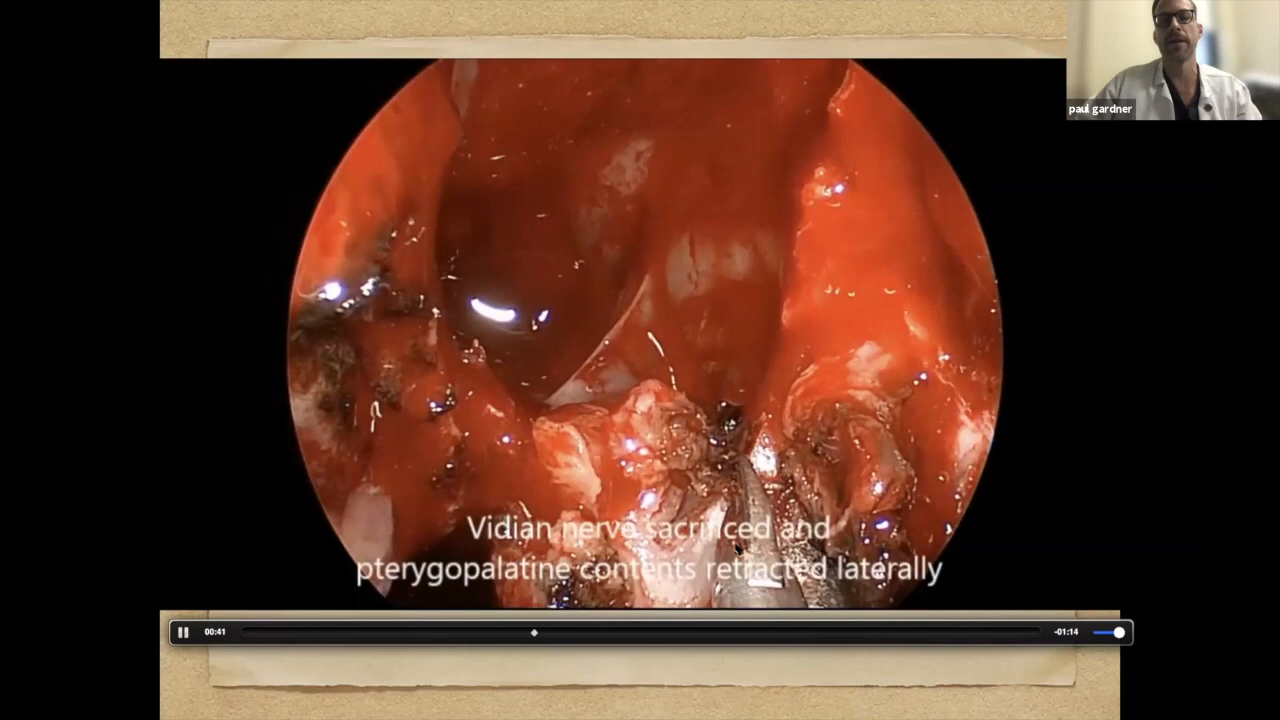 paul gardner
Vidian nerve sacrificed and
pterygopalatine contents retracted laterally
00:41
-01:14